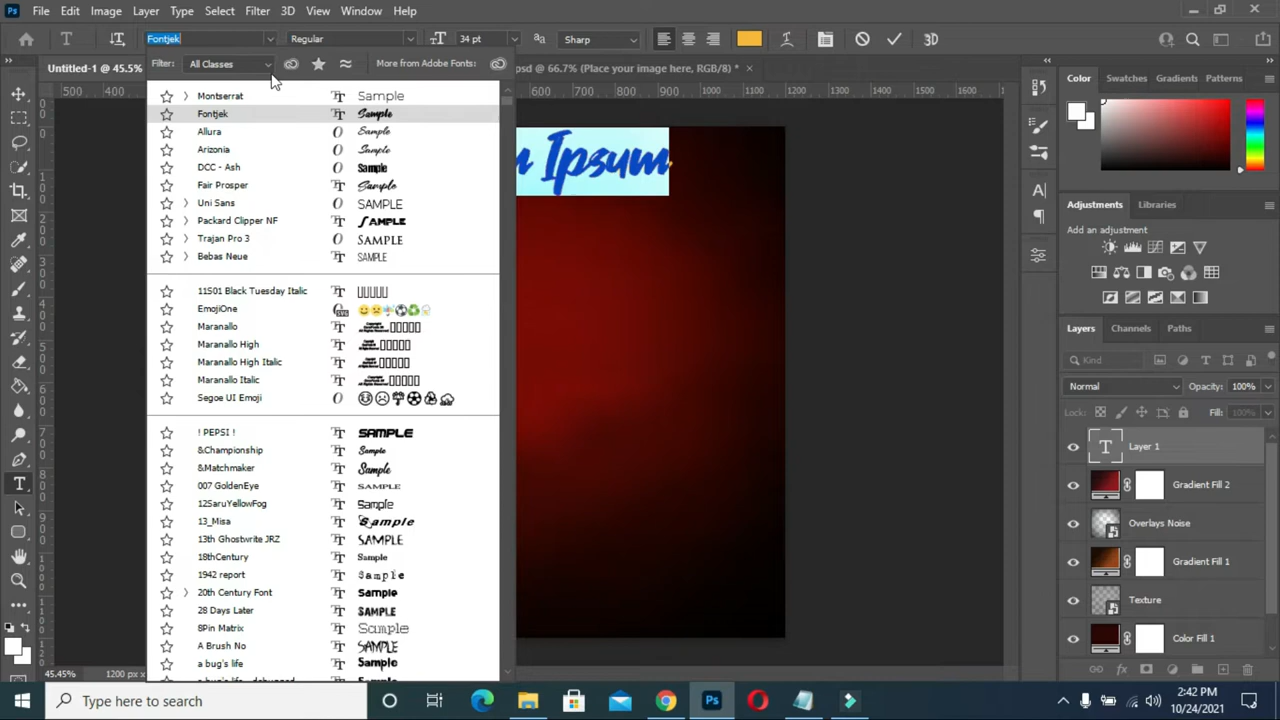 Ps File Edit Image Layer Type Select Filter 3D View Window Help
Fontjek Regular 34 pt Sharp 3D
Filter: All Classes More from Adobe Fonts:
Untitled-1 @ 45.5% psd @ 66.7% (Place your image here, RGB/8) *
500 600 700 800 900 1000 1100 1200 1300 1400 1500 1600
Montserrat Sample
Fontjek Sample
Allura Sample
Arizonia Sample
DCC - Ash Sample
Fair Prosper Sample
Uni Sans SAMPLE
Packard Clipper NF SAMPLE
Trajan Pro 3 SAMPLE
Bebas Neue SAMPLE
11S01 Black Tuesday Italic
EmojiOne
Maranallo
Maranallo High
Maranallo High Italic
Maranallo Italic
Segoe UI Emoji
! PEPSI ! SAMPLE
&Championship Sample
&Matchmaker Sample
007 GoldenEye SAMPLE
12SaruYellowFog Sample
13_Misa Sample
13th Ghostwrite JRZ SAMPLE
18thCentury Sample
1942 report Sample
20th Century Font Sample
28 Days Later SAMPLE
8Pin Matrix Sample
A Brush No SAMPLE
a bug's life Sample
a bug's life - debugged
Ipsum
Color Swatches Gradients Patterns
Adjustments Libraries
Add an adjustment
Layers Channels Paths
Kind
Normal Opacity: 100%
Lock: Fill: 100%
Layer 1
Gradient Fill 2
Overlays Noise
Gradient Fill 1
Texture
Color Fill 1
45.45% 1200 px
Type here to search
2:42 PM
10/24/2021